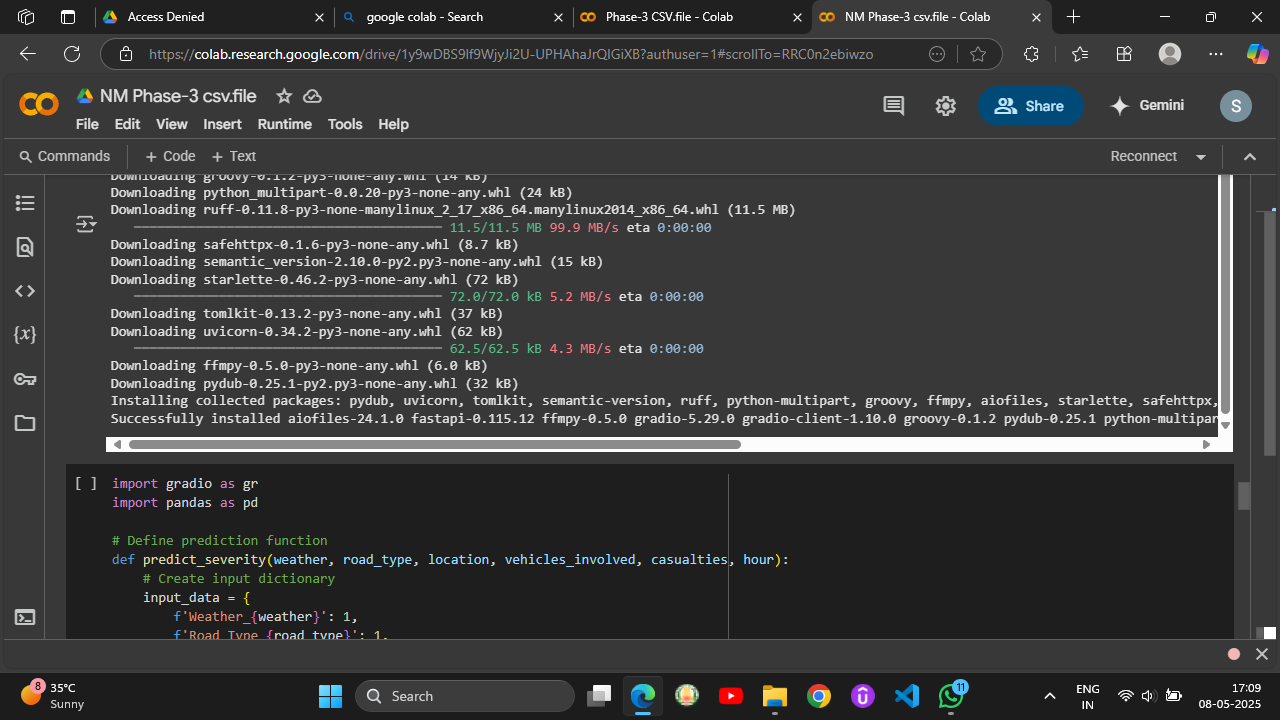 Access Denied
google colab - Search
Phase-3 CSV.file - Colab
NM Phase-3 csv.file - Colab
https://colab.research.google.com/drive/1y9wDBS9lf9WjyJi2U-UPHAhaJrQIGiXB?authuser=1#scrollTo=RRC0n2ebiwzo
NM Phase-3 csv.file
Share
Gemini
S
File Edit View Insert Runtime Tools Help
Commands
+ Code + Text
Reconnect
Downloading groovy-0.1.2-py3-none-any.whl (14 kB)
Downloading python_multipart-0.0.20-py3-none-any.whl (24 kB)
Downloading ruff-0.11.8-py3-none-manylinux_2_17_x86_64.manylinux2014_x86_64.whl (11.5 MB)
11.5/11.5 MB 99.9 MB/s eta 0:00:00
Downloading safehttpx-0.1.6-py3-none-any.whl (8.7 kB)
Downloading semantic_version-2.10.0-py2.py3-none-any.whl (15 kB)
Downloading starlette-0.46.2-py3-none-any.whl (72 kB)
72.0/72.0 kB 5.2 MB/s eta 0:00:00
Downloading tomlkit-0.13.2-py3-none-any.whl (37 kB)
Downloading uvicorn-0.34.2-py3-none-any.whl (62 kB)
62.5/62.5 kB 4.3 MB/s eta 0:00:00
Downloading ffmpy-0.5.0-py3-none-any.whl (6.0 kB)
Downloading pydub-0.25.1-py2.py3-none-any.whl (32 kB)
Installing collected packages: pydub, uvicorn, tomlkit, semantic-version, ruff, python-multipart, groovy, ffmpy, aiofiles, starlette, safehttpx,
Successfully installed aiofiles-24.1.0 fastapi-0.115.12 ffmpy-0.5.0 gradio-5.29.0 gradio-client-1.10.0 groovy-0.1.2 pydub-0.25.1 python-multipar
[ ] import gradio as gr
import pandas as pd
# Define prediction function
def predict_severity(weather, road_type, location, vehicles_involved, casualties, hour):
# Create input dictionary
input_data = {
f'Weather_{weather}': 1,
f'Road_Type_{road_type}': 1,
8
35°C
Sunny
Search
11
ENG
IN
17:09
08-05-2025